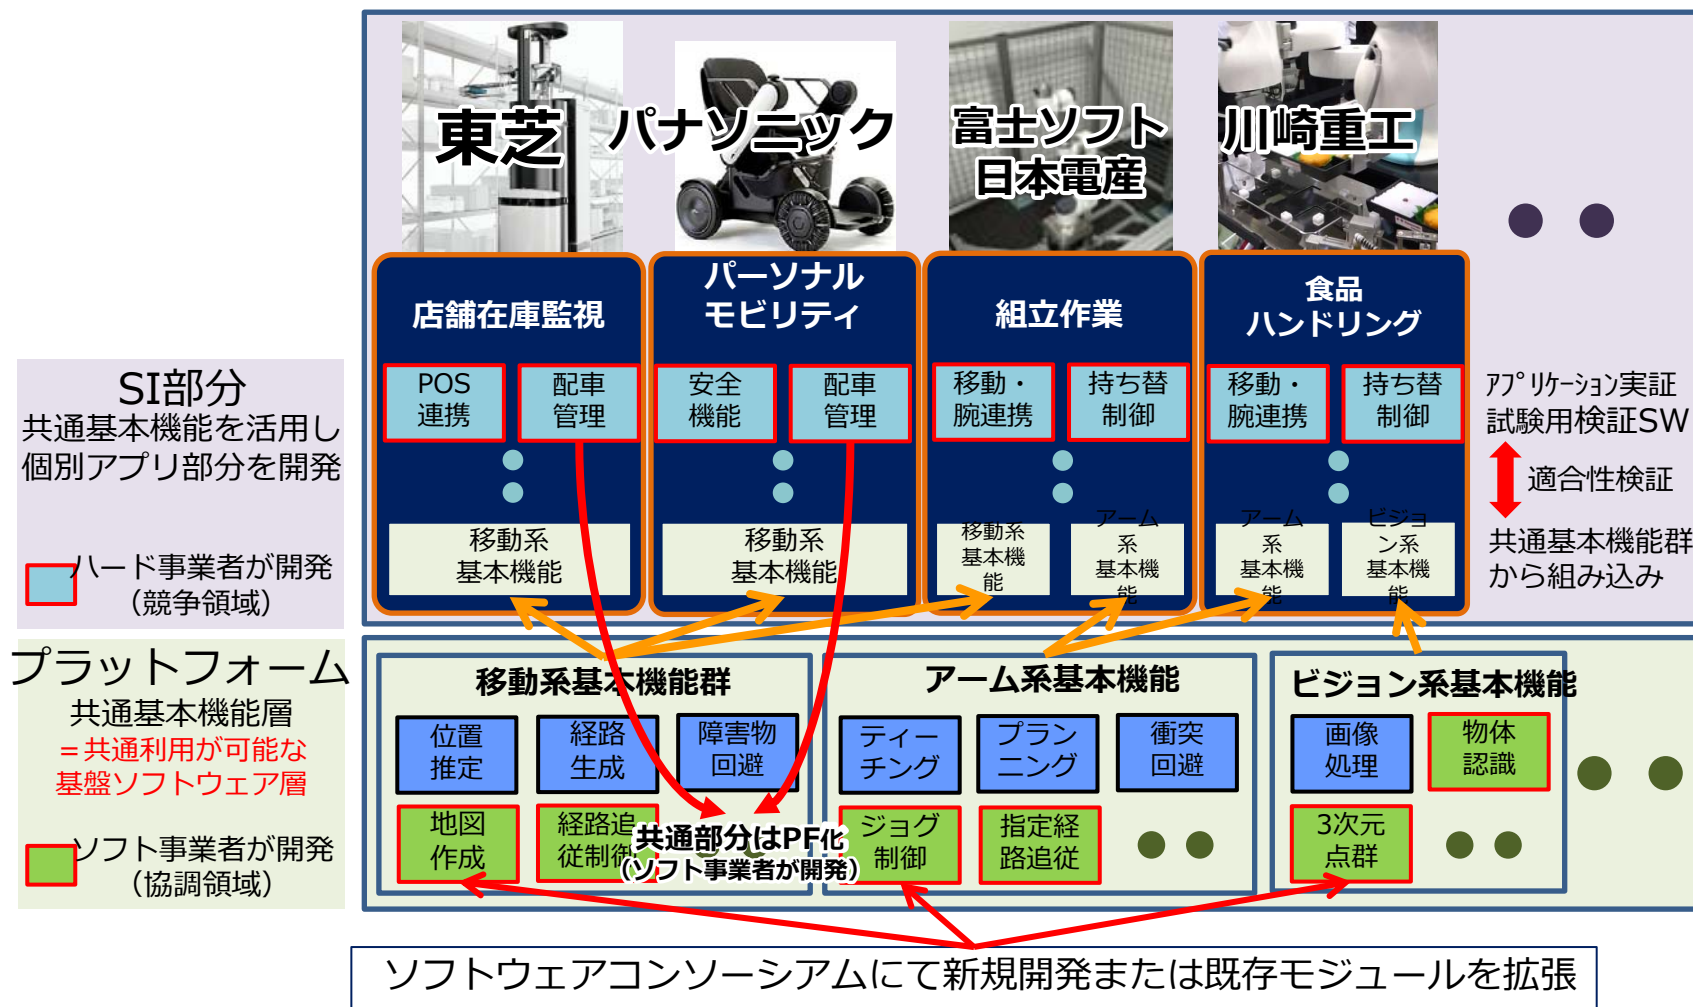 東芝
パナソニック
富士ソフト
日本電産
川崎重工
店舗在庫監視
パーソナル
モビリティ
組立作業
食品
ハンドリング
POS
連携
配車
管理
安全
機能
配車
管理
移動・
腕連携
持ち替
制御
移動・
腕連携
持ち替
制御
移動系
基本機能
移動系
基本機能
移動系
基本機
能
アーム
系
基本機
能
アーム
系
基本機
能
ビジョ
ン系
基本機
能
SI部分
共通基本機能を活用し
個別アプリ部分を開発
ハード事業者が開発
（競争領域）
ｱﾌﾟﾘｹｰｼｮﾝ実証
試験用検証SW
適合性検証
共通基本機能群
から組み込み
プラットフォーム
共通基本機能層
＝共通利用が可能な
基盤ソフトウェア層
ソフト事業者が開発
（協調領域）
移動系基本機能群
位置
推定
経路
生成
障害物
回避
地図
作成
経路追
従制御
共通部分はPF化
（ソフト事業者が開発）
アーム系基本機能
ティー
チング
プラン
ニング
衝突
回避
ジョグ
制御
指定経
路追従
ビジョン系基本機能
画像
処理
物体
認識
3次元
点群
ソフトウェアコンソーシアムにて新規開発または既存モジュールを拡張